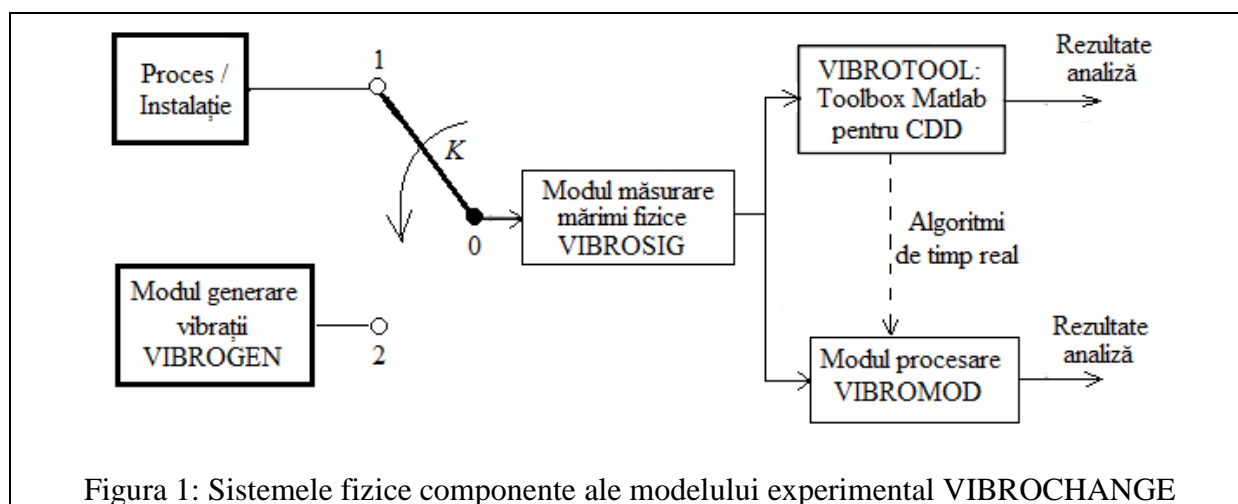 Proces /
Instalație
1
K
0
Modul generare
vibrații
VIBROGEN
2
Modul măsurare
mărimi fizice
VIBROSIG
VIBROTOOL:
Toolbox Matlab
pentru CDD
Rezultate
analiză
Algoritmi
de timp real
Modul procesare
VIBROMOD
Rezultate
analiză
Figura 1: Sistemele fizice componente ale modelului experimental VIBROCHANGE